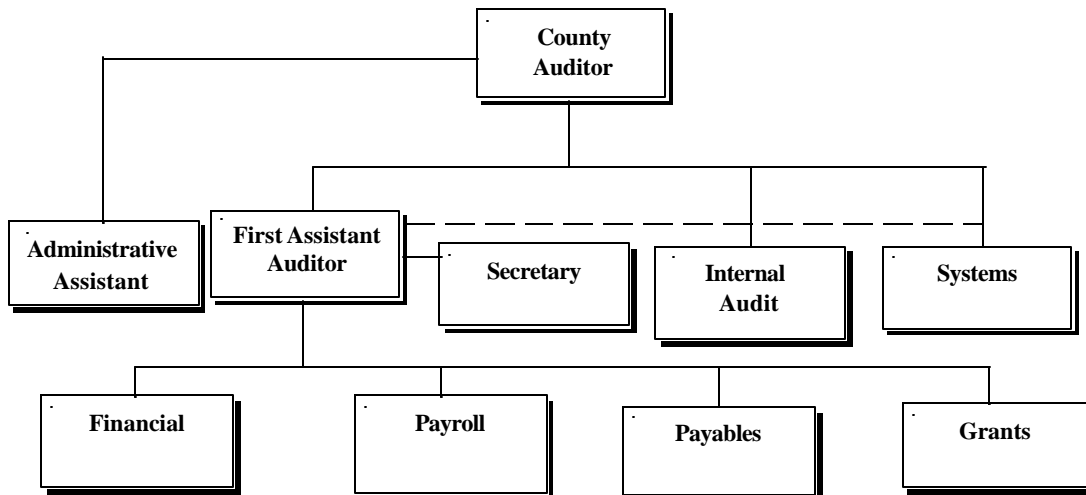 County
Auditor
Administrative
Assistant
First Assistant
Auditor
Secretary
Internal
Audit
Systems
Financial
Payroll
Payables
Grants